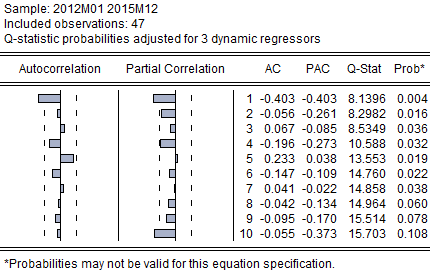 Sample: 2012M01 2015M12
Included observations: 47
Q-statistic probabilities adjusted for 3 dynamic regressors
Autocorrelation Partial Correlation AC PAC Q-Stat Prob*
1 -0.403 -0.403 8.1396 0.004
2 -0.056 -0.261 8.2982 0.016
3 0.067 -0.085 8.5349 0.036
4 -0.196 -0.273 10.588 0.032
5 0.233 0.038 13.553 0.019
6 -0.147 -0.109 14.760 0.022
7 0.041 -0.022 14.858 0.038
8 -0.042 -0.134 14.964 0.060
9 -0.095 -0.170 15.514 0.078
10 -0.055 -0.373 15.703 0.108
*Probabilities may not be valid for this equation specification.